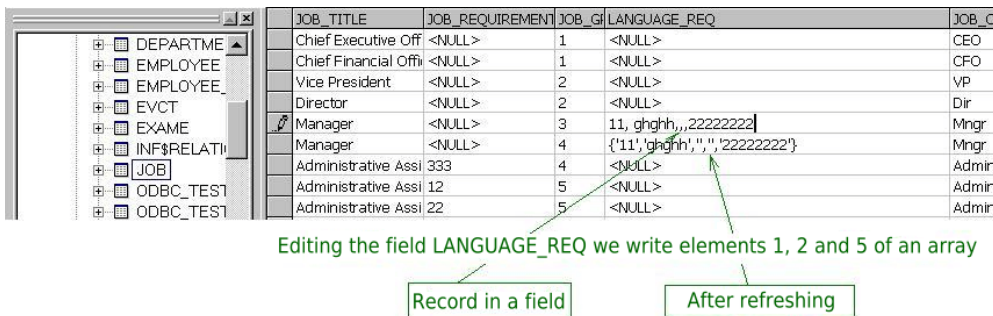 JOB_TITLE JOB_REQUIREMENT JOB_GI LANGUAGE_REQ JOB_C
Chief Executive Off <NULL> 1 <NULL> CEO
Chief Financial Offi <NULL> 1 <NULL> CFO
Vice President <NULL> 2 <NULL> VP
Director <NULL> 2 <NULL> Dir
Manager <NULL> 3 11, ghghh,,,22222222 Mngr
Manager <NULL> 4 {'11','ghghh','','','22222222'} Mngr
Administrative Assi 333 4 <NULL> Admir
Administrative Assi 12 5 <NULL> Admir
Administrative Assi 22 5 <NULL> Admir
DEPARTME
EMPLOYEE
EMPLOYEE_
EVCT
EXAME
INF$RELATI
JOB
ODBC_TEST
ODBC_TEST
Editing the field LANGUAGE_REQ we write elements 1, 2 and 5 of an array
Record in a field
After refreshing